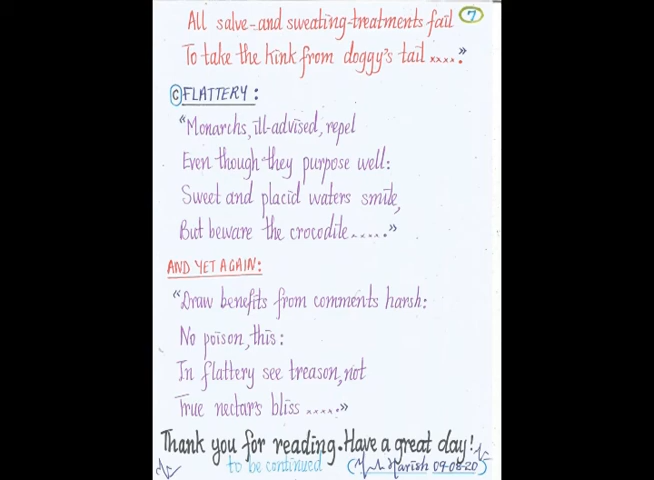 All salve-and sweating-treatments fail 7
To take the kink from doggy's tail ....."
(C) FLATTERY:
"Monarchs, ill-advised, repel
Even though they purpose well:
Sweet and placid waters smile,
But beware the crocodile....."
AND YET AGAIN:
"Draw benefits from comments harsh:
No poison, this:
In flattery see treason, not
True nectar's bliss ....."
Thank you for reading. Have a great day!
to be continued (Harish 09-08-20)